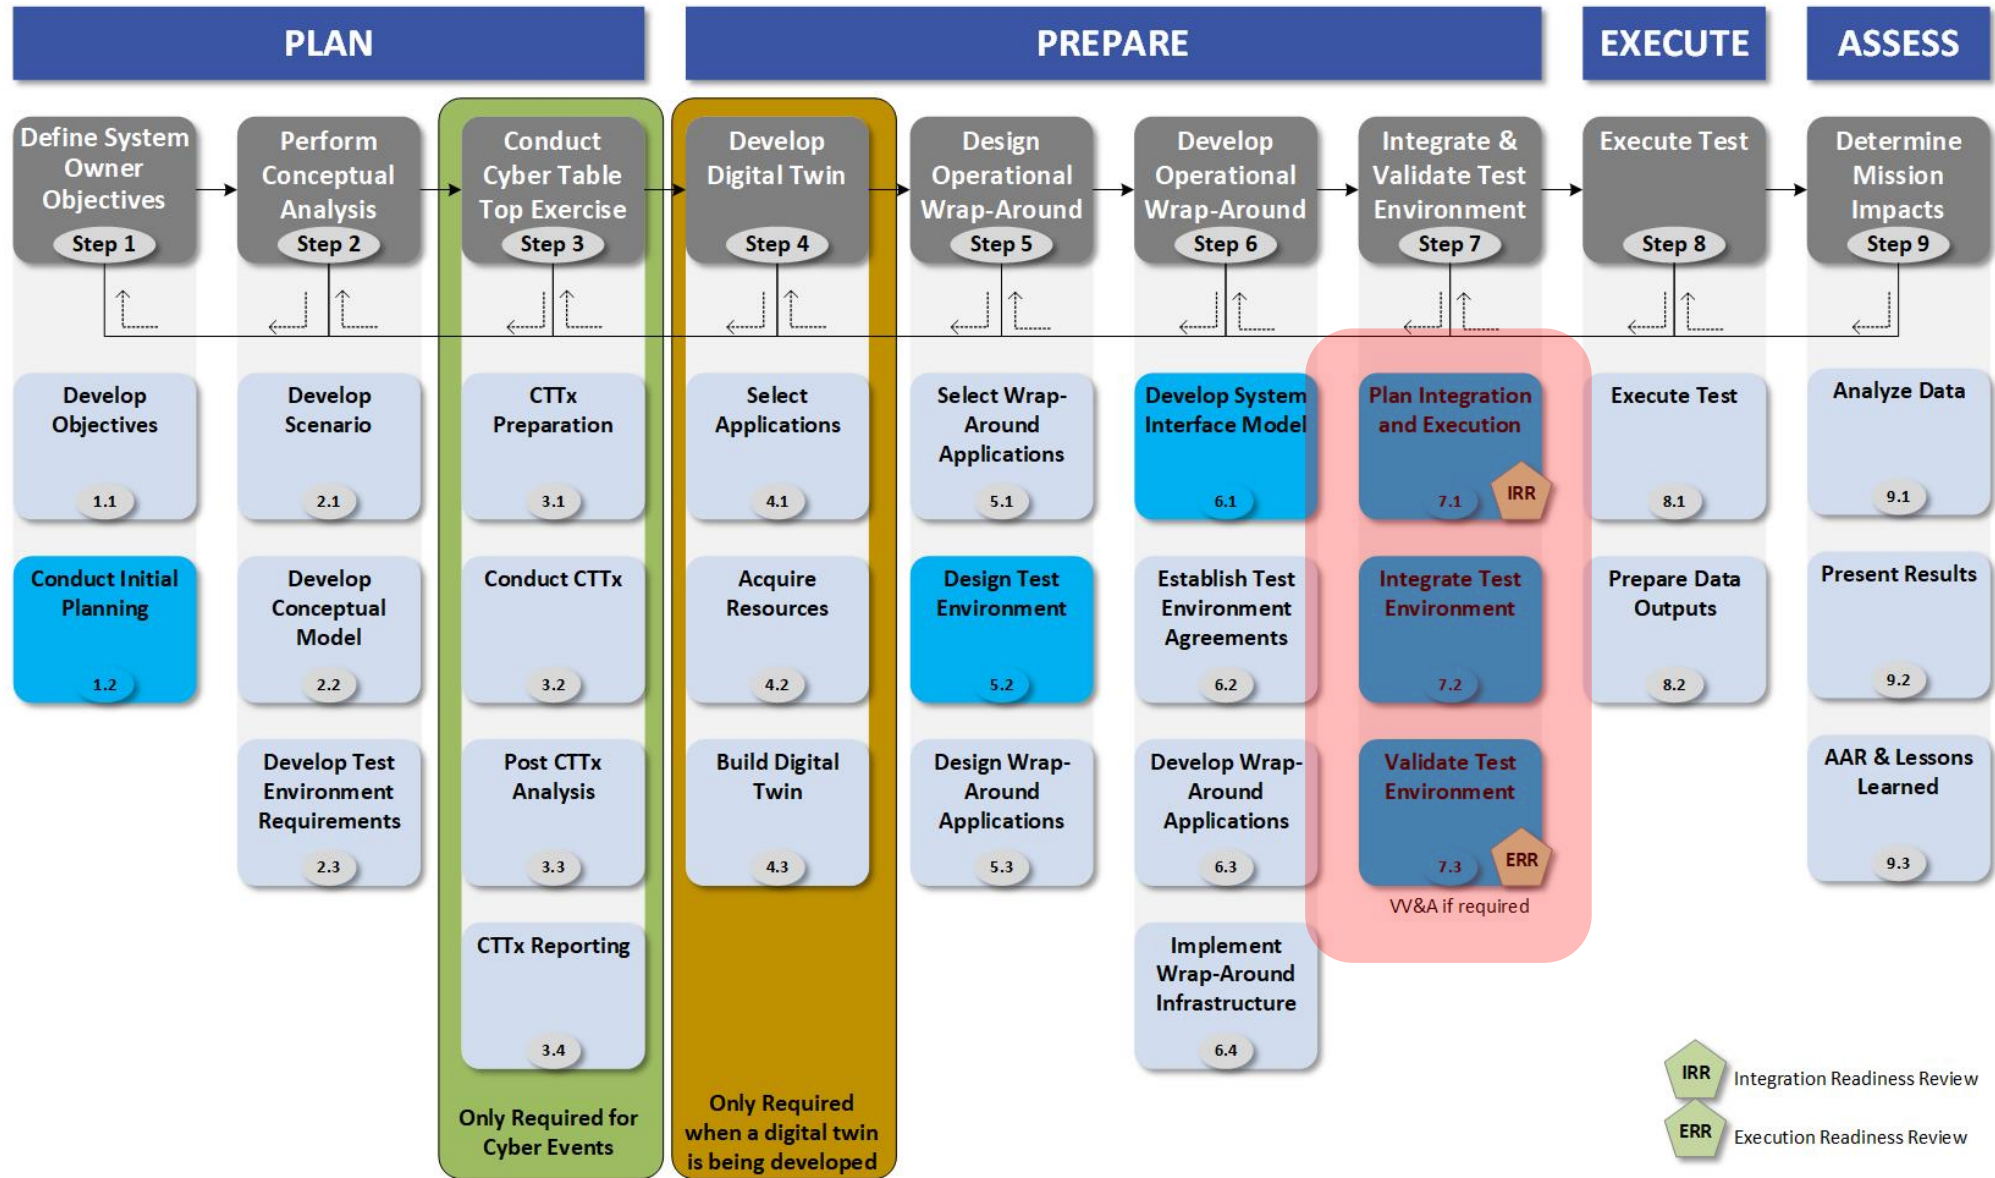 PLAN
PREPARE
EXECUTE
ASSESS
Define System
Owner
Objectives
Step 1
Perform
Conceptual
Analysis
Step 2
Conduct
Cyber Table
Top Exercise
Step 3
Develop
Digital Twin
Step 4
Design
Operational
Wrap-Around
Step 5
Develop
Operational
Wrap-Around
Step 6
Integrate &
Validate Test
Environment
Step 7
Execute Test
Step 8
Determine
Mission
Impacts
Step 9
Develop
Objectives
1.1
Conduct Initial
Planning
1.2
Develop
Scenario
2.1
Develop
Conceptual
Model
2.2
Develop Test
Environment
Requirements
2.3
CTTx
Preparation
3.1
Conduct CTTx
3.2
Post CTTx
Analysis
3.3
CTTx Reporting
3.4
Only Required for
Cyber Events
Select
Applications
4.1
Acquire
Resources
4.2
Build Digital
Twin
4.3
Only Required
when a digital twin
is being developed
Select Wrap-
Around
Applications
5.1
Design Test
Environment
5.2
Design Wrap-
Around
Applications
5.3
Develop System
Interface Model
6.1
Establish Test
Environment
Agreements
6.2
Develop Wrap-
Around
Applications
6.3
Implement
Wrap-Around
Infrastructure
6.4
Plan Integration
and Execution
7.1
IRR
Integrate Test
Environment
7.2
Validate Test
Environment
7.3
ERR
VV&A if required
Execute Test
8.1
Prepare Data
Outputs
8.2
Analyze Data
9.1
Present Results
9.2
AAR & Lessons
Learned
9.3
IRR
Integration Readiness Review
ERR
Execution Readiness Review